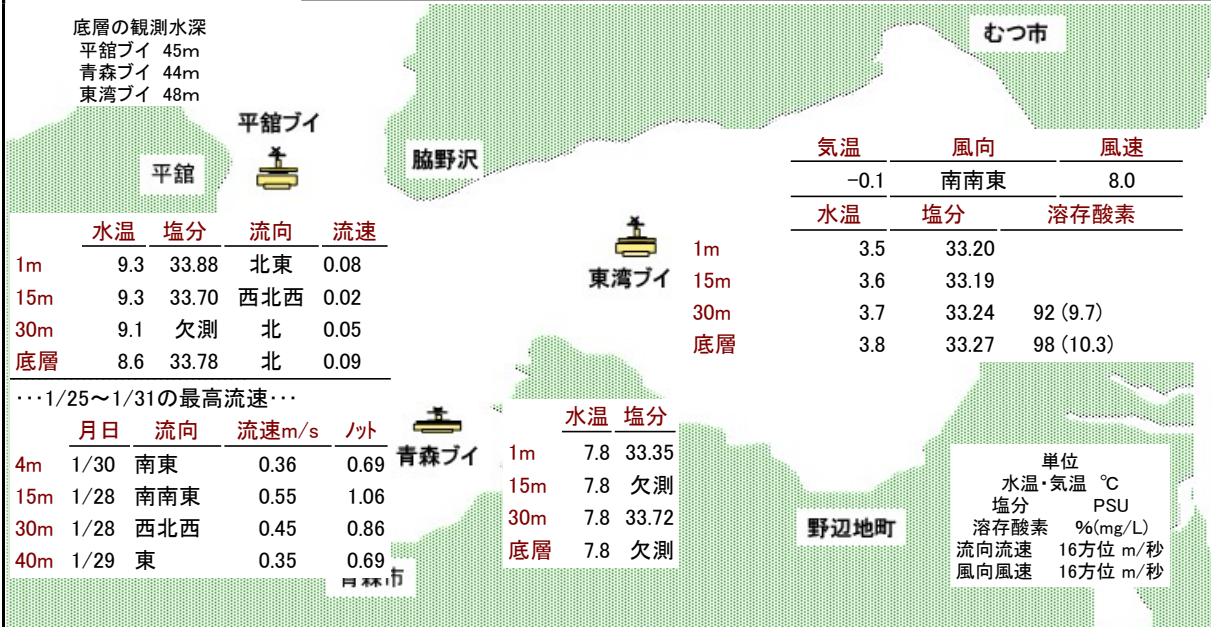 底層の観測水深
平舘ブイ 45m
青森ブイ 44m
東湾ブイ 48m
むつ市
平舘ブイ
平舘
脇野沢
気温 風向 風速
-0.1 南南東 8.0
水温 塩分 溶存酸素
1m 3.5 33.20
15m 3.6 33.19
30m 3.7 33.24 92 (9.7)
底層 3.8 33.27 98 (10.3)
東湾ブイ
水温 塩分 流向 流速
1m 9.3 33.88 北東 0.08
15m 9.3 33.70 西北西 0.02
30m 9.1 欠測 北 0.05
底層 8.6 33.78 北 0.09
･･･1/25～1/31の最高流速･･･
月日 流向 流速m/s ﾉｯﾄ
4m 1/30 南東 0.36 0.69
15m 1/28 南南東 0.55 1.06
30m 1/28 西北西 0.45 0.86
40m 1/29 東 0.35 0.69
青森ブイ
水温 塩分
1m 7.8 33.35
15m 7.8 欠測
30m 7.8 33.72
底層 7.8 欠測
青森市
野辺地町
単位
水温･気温 ℃
塩分 PSU
溶存酸素 %(mg/L)
流向流速 16方位 m/秒
風向風速 16方位 m/秒